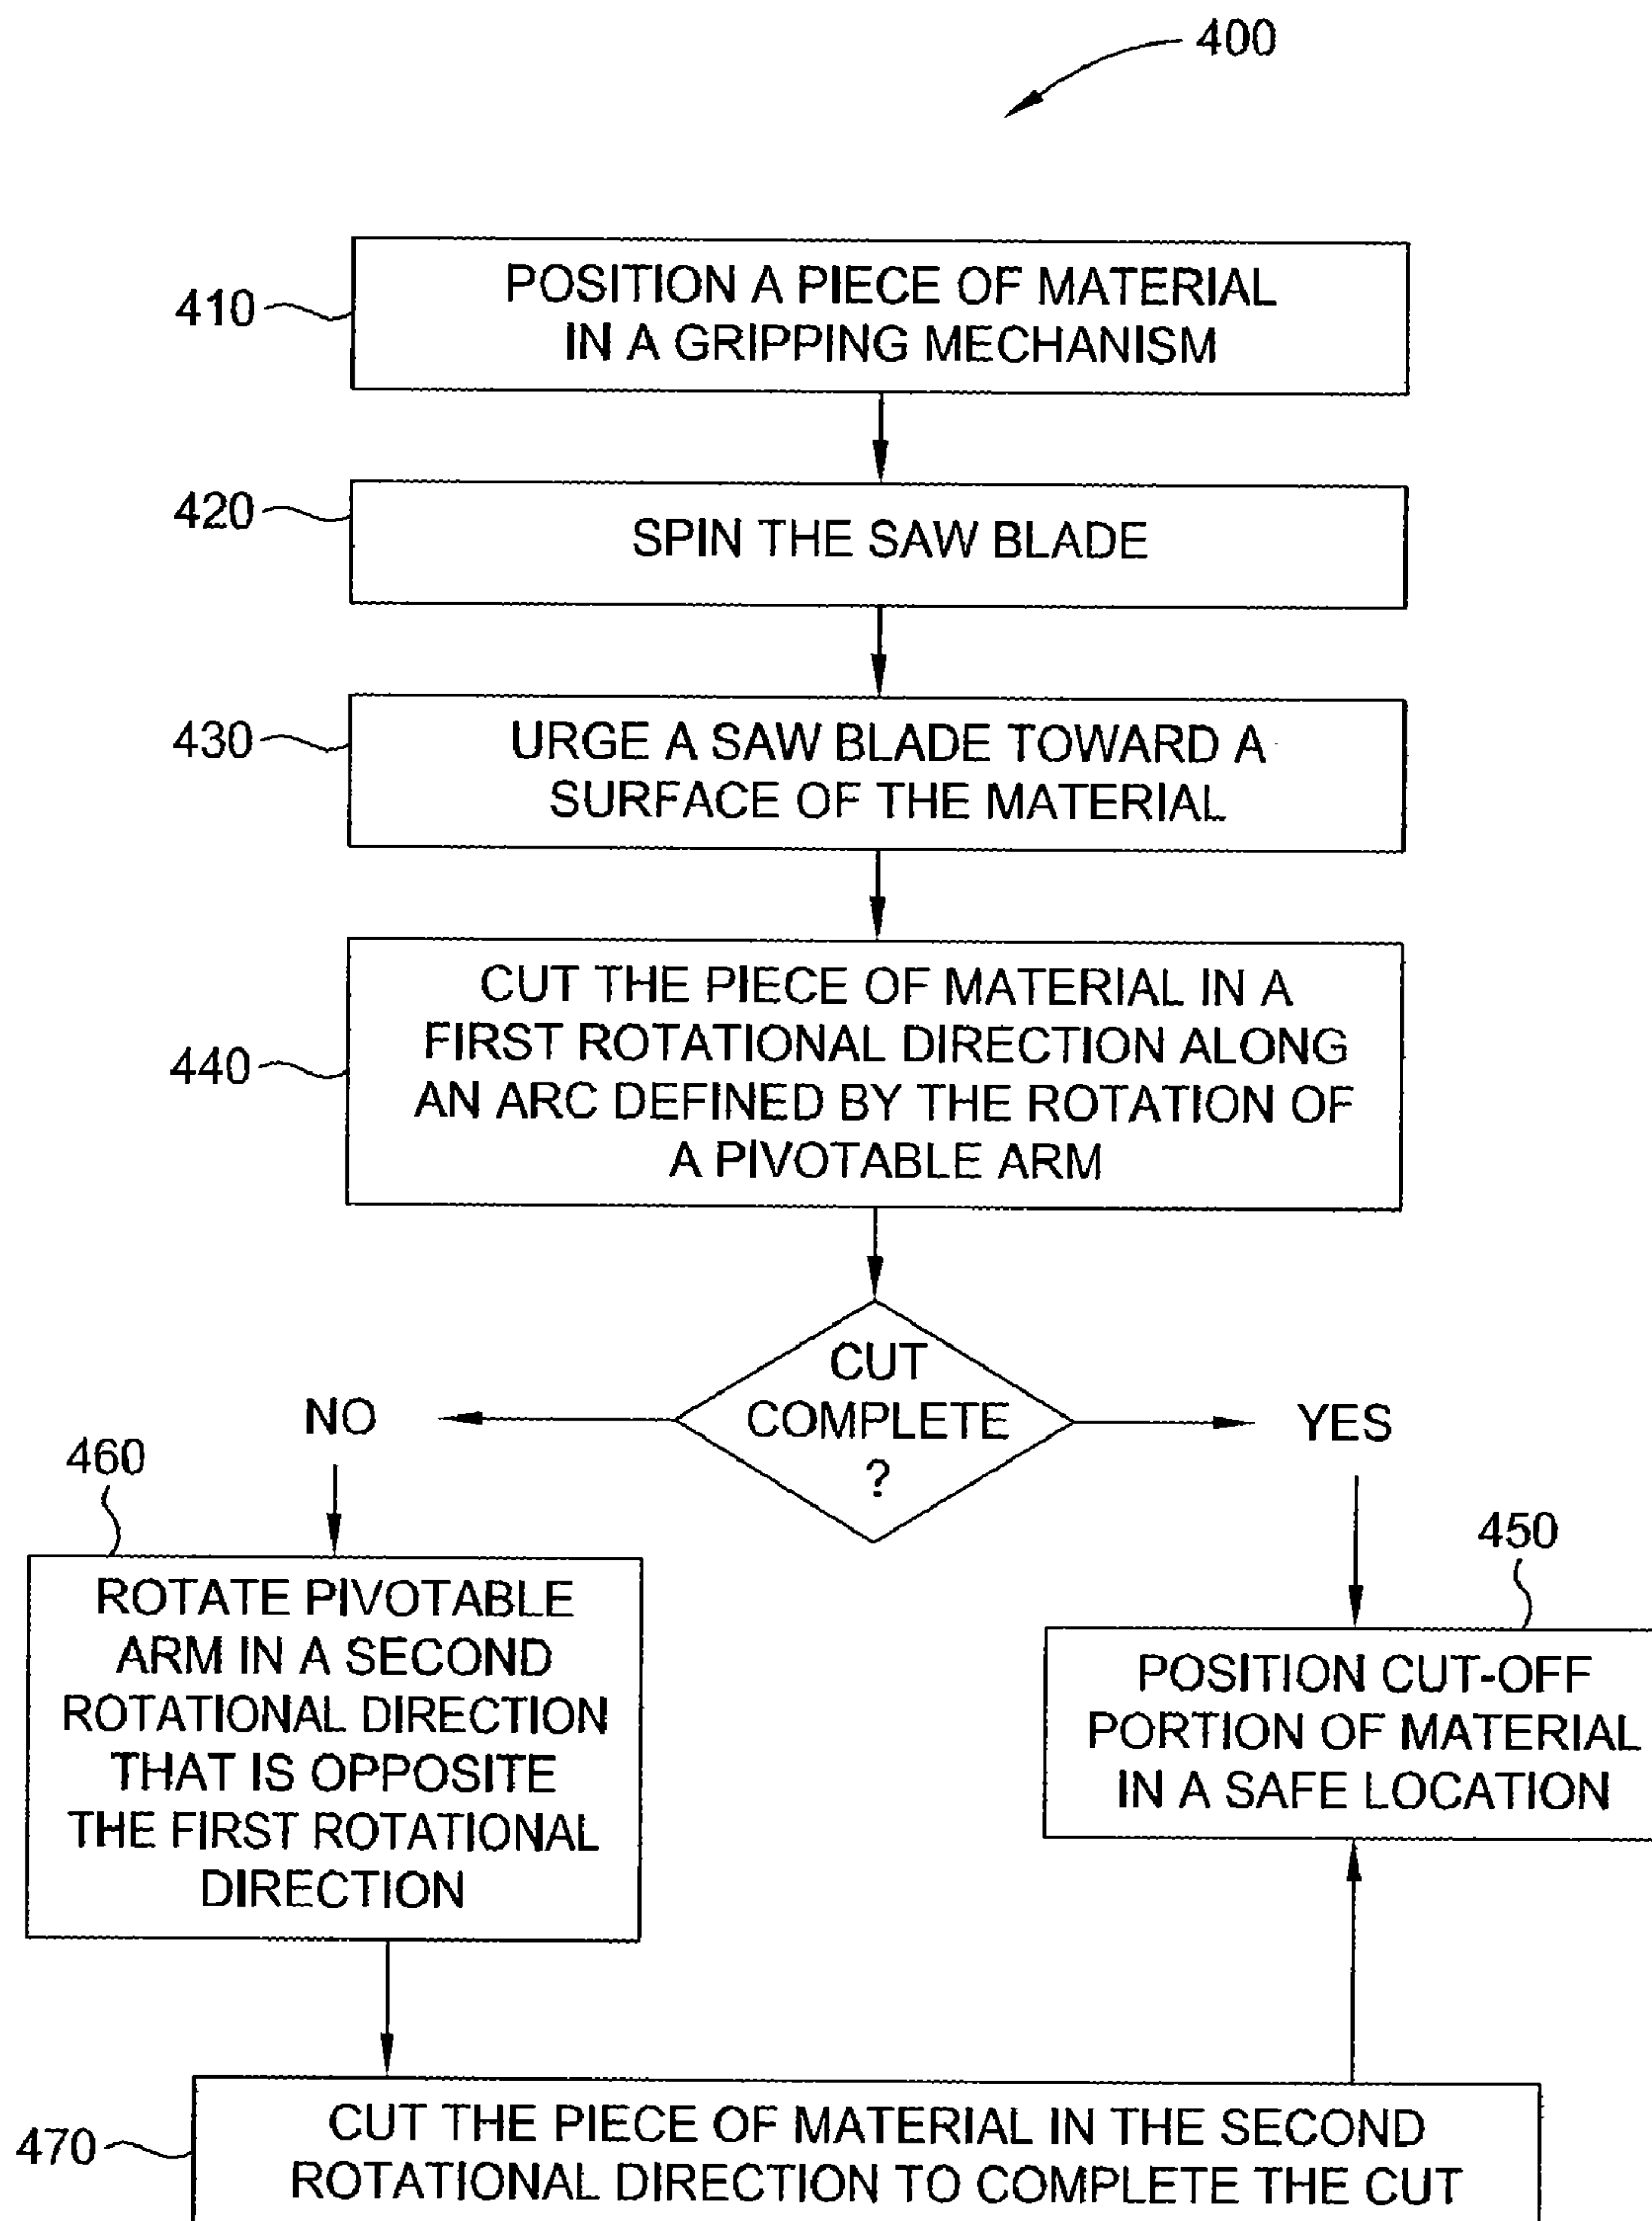 400
410
POSITION A PIECE OF MATERIAL
IN A GRIPPING MECHANISM
420
SPIN THE SAW BLADE
430
URGE A SAW BLADE TOWARD A
SURFACE OF THE MATERIAL
440
CUT THE PIECE OF MATERIAL IN A
FIRST ROTATIONAL DIRECTION ALONG
AN ARC DEFINED BY THE ROTATION OF
A PIVOTABLE ARM
CUT
COMPLETE
?
NO
YES
460
ROTATE PIVOTABLE
ARM IN A SECOND
ROTATIONAL DIRECTION
THAT IS OPPOSITE
THE FIRST ROTATIONAL
DIRECTION
450
POSITION CUT-OFF
PORTION OF MATERIAL
IN A SAFE LOCATION
470
CUT THE PIECE OF MATERIAL IN THE SECOND
ROTATIONAL DIRECTION TO COMPLETE THE CUT